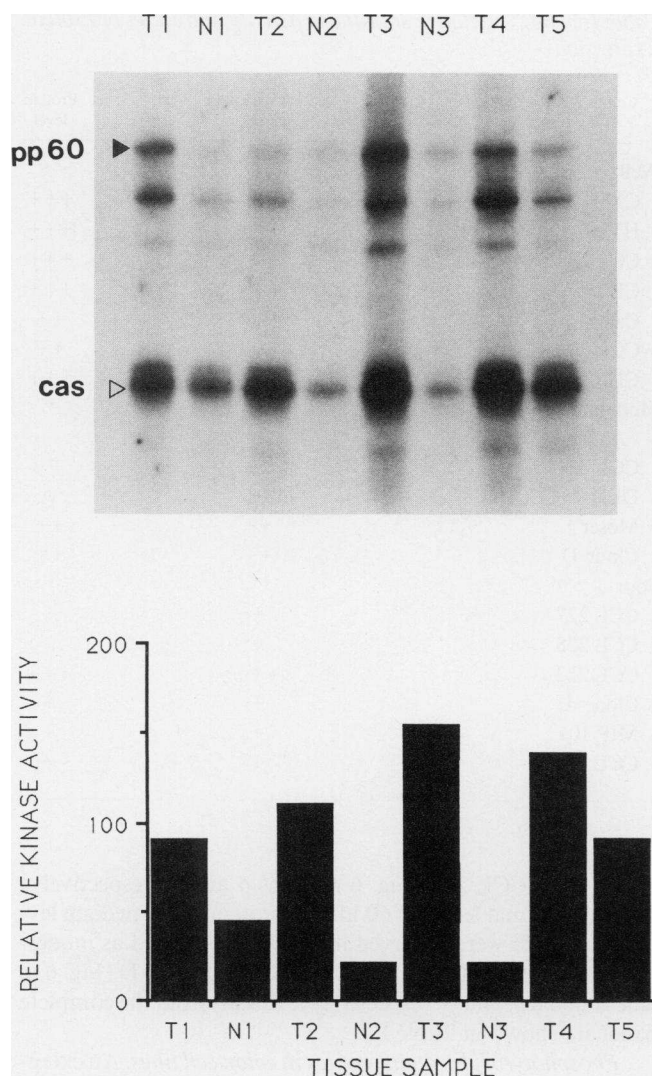 T1 N1 T2 N2 T3 N3 T4 T5
pp60
cas
RELATIVE KINASE ACTIVITY
200
100
0
T1 N1 T2 N2 T3 N3 T4 T5
TISSUE SAMPLE